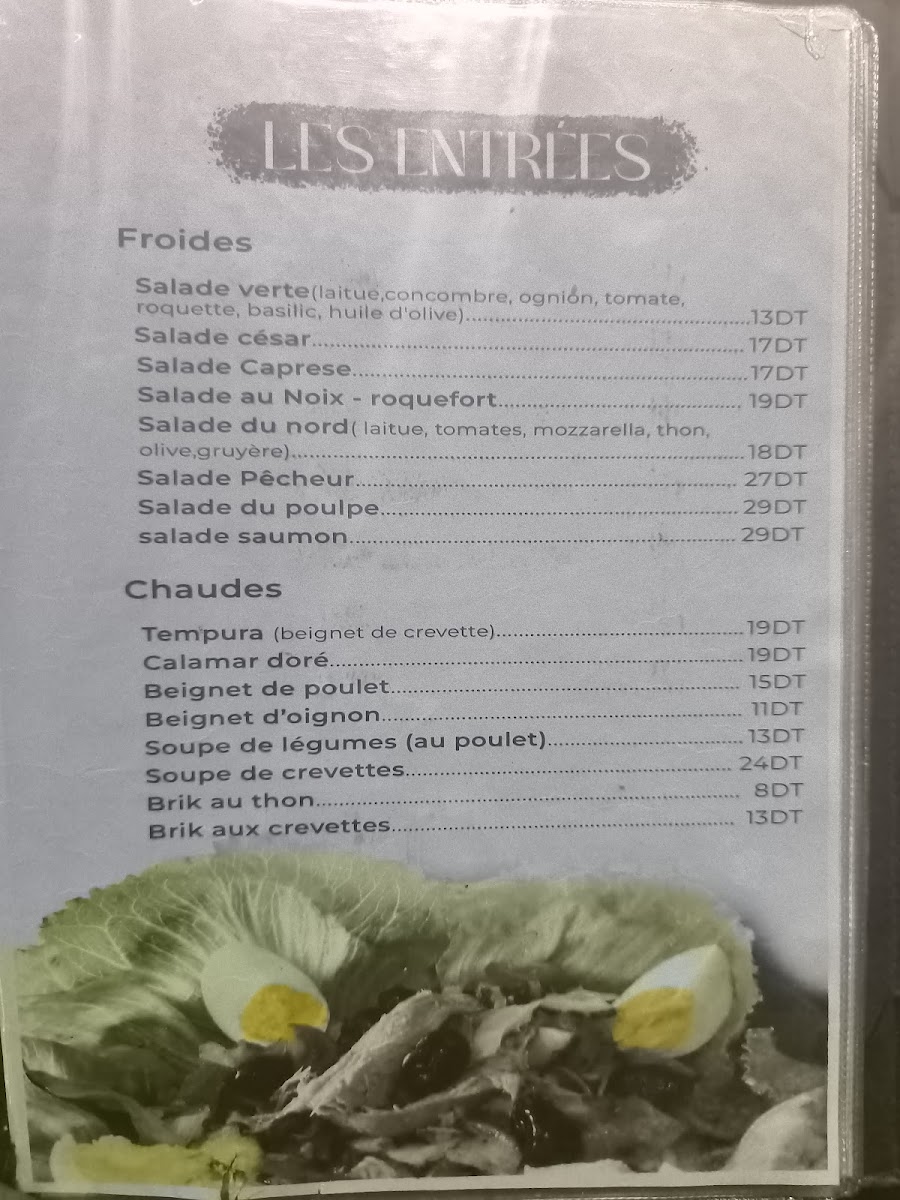 LES ENTRÉES
Froides
Salade verte(laitue,concombre, ognión, tomate,
roquette, basilic, huile d'olive)..................................................13DT
Salade césar..........................................................................17DT
Salade Caprese....................................................................17DT
Salade au Noix - roquefort.......................................... 19DT
Salade du nord( laitue, tomates, mozzarella, thon,
olive,gruyère)..............................................................................18DT
Salade Pêcheur................................................................. 27DT
Salade du poulpe............................................................. 29DT
salade saumon.................................................................. 29DT
Chaudes
Tempura (beignet de crevette)...........................................19DT
Calamar doré.......................................................................19DT
Beignet de poulet............................................................ 15DT
Beignet d'oignon.............................................................. 11DT
Soupe de légumes (au poulet)..................................13DT
Soupe de crevettes......................................................... 24DT
Brik au thon......................................................................... 8DT
Brik aux crevettes............................................................ 13DT